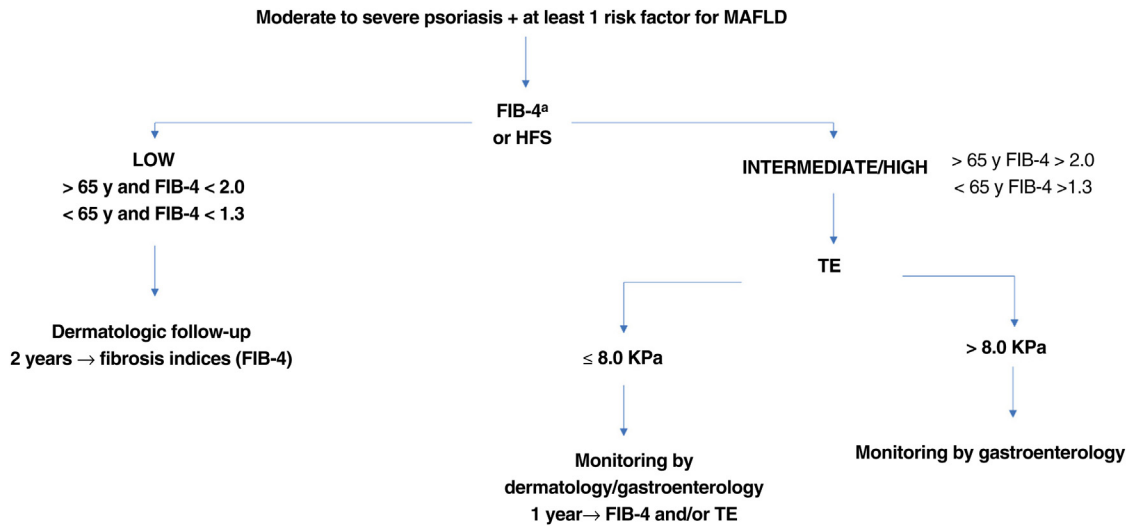 Moderate to severe psoriasis + at least 1 risk factor for MAFLD
FIB-4ª
or HFS
LOW
> 65 y and FIB-4 < 2.0
< 65 y and FIB-4 < 1.3
INTERMEDIATE/HIGH
> 65 y FIB-4 > 2.0
< 65 y FIB-4 >1.3
TE
Dermatologic follow-up
2 years → fibrosis indices (FIB-4)
≤ 8.0 KPa
> 8.0 KPa
Monitoring by
dermatology/gastroenterology
1 year→ FIB-4 and/or TE
Monitoring by gastroenterology